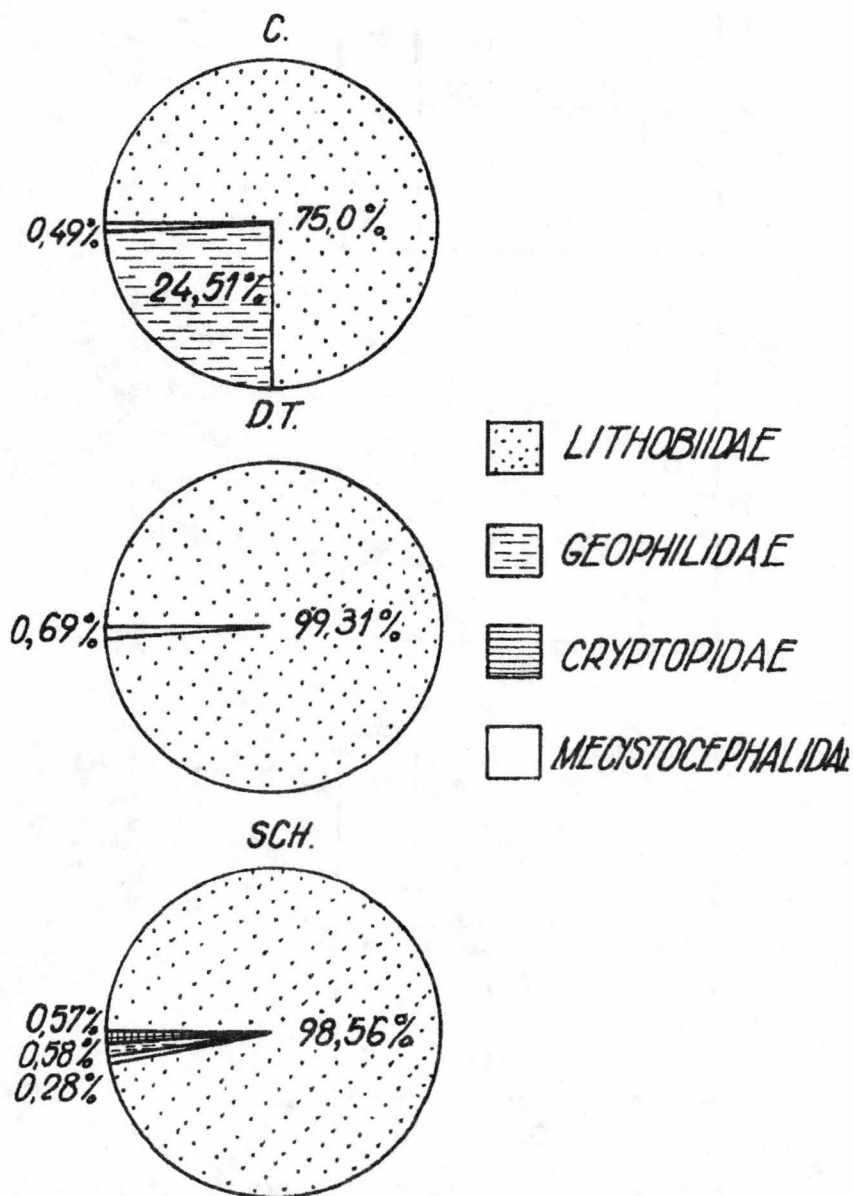 C.
75,0%
0,49%
24,51%
D.T.
LITHOBIIDAE
GEOPHILIDAE
CRYPTOPIDAE
MECISTOCEPHALIDAE
0,69%
99,31%
SCH.
0,57%
0,58%
0,28%
98,56%